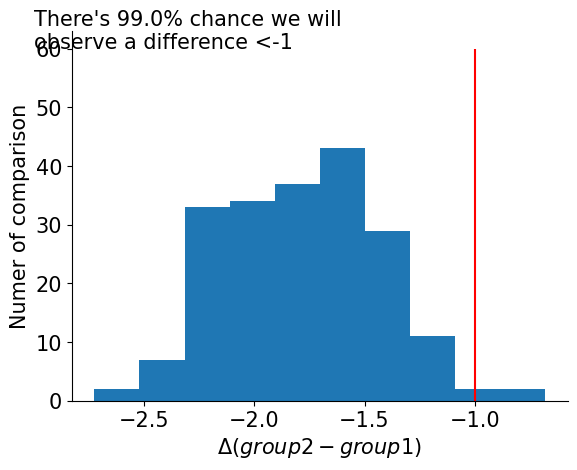 There's 99.0% chance we will
observe a difference <-1
60
50
40
30
20
10
0
Numer of comparison
−2.5 −2.0 −1.5 −1.0
Δ(group2 − group1)